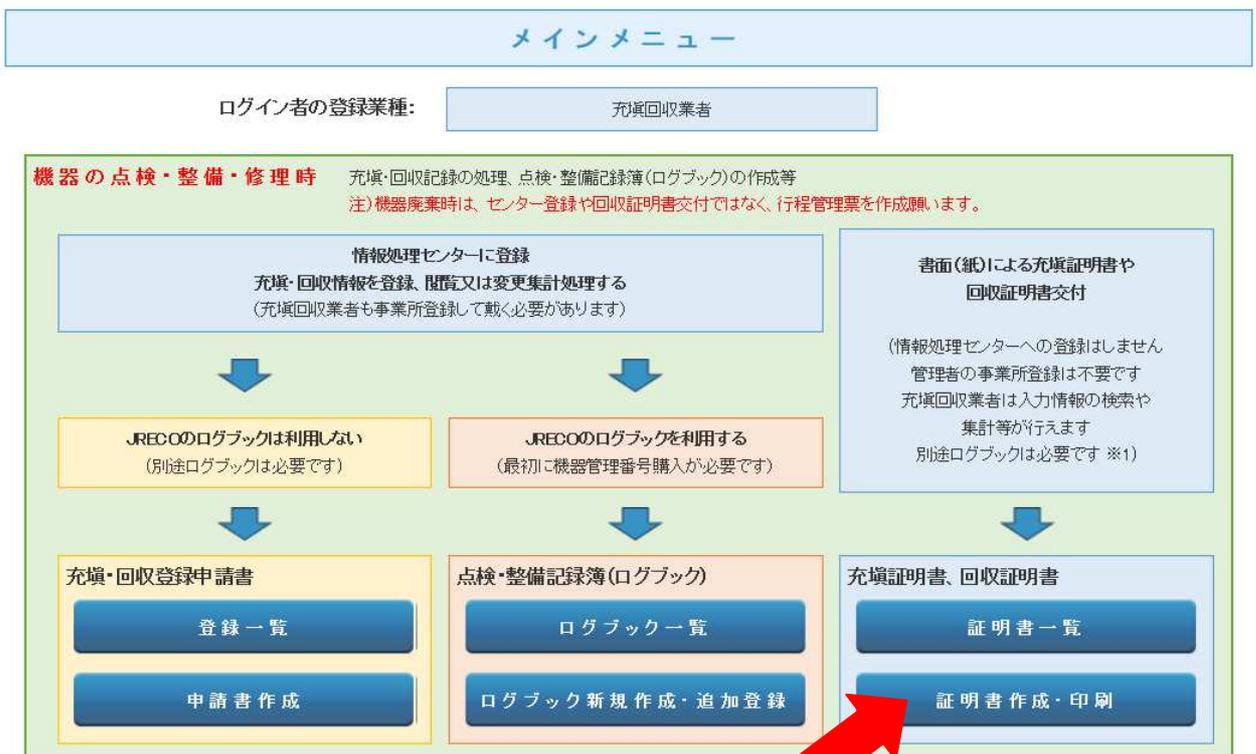 メインメニュー
ログイン者の登録業種:
充塡回収業者
機器の点検・整備・修理時
充塡・回収記録の処理、点検・整備記録簿(ログブック)の作成等
注)機器廃棄時は、センター登録や回収証明書交付ではなく、行程管理票を作成願います。
情報処理センターに登録
充塡・回収情報を登録、閲覧又は変更集計処理する
(充塡回収業者も事業所登録して戴く必要があります)
書面(紙)による充塡証明書や
回収証明書交付
(情報処理センターへの登録はしません
管理者の事業所登録は不要です
充塡回収業者は入力情報の検索や
集計等が行えます
別途ログブックは必要です ※1)
JRECOのログブックは利用しない
(別途ログブックは必要です)
JRECOのログブックを利用する
(最初に機器管理番号購入が必要です)
充塡・回収登録申請書
登録一覧
申請書作成
点検・整備記録簿(ログブック)
ログブック一覧
ログブック新規作成・追加登録
充塡証明書、回収証明書
証明書一覧
証明書作成・印刷